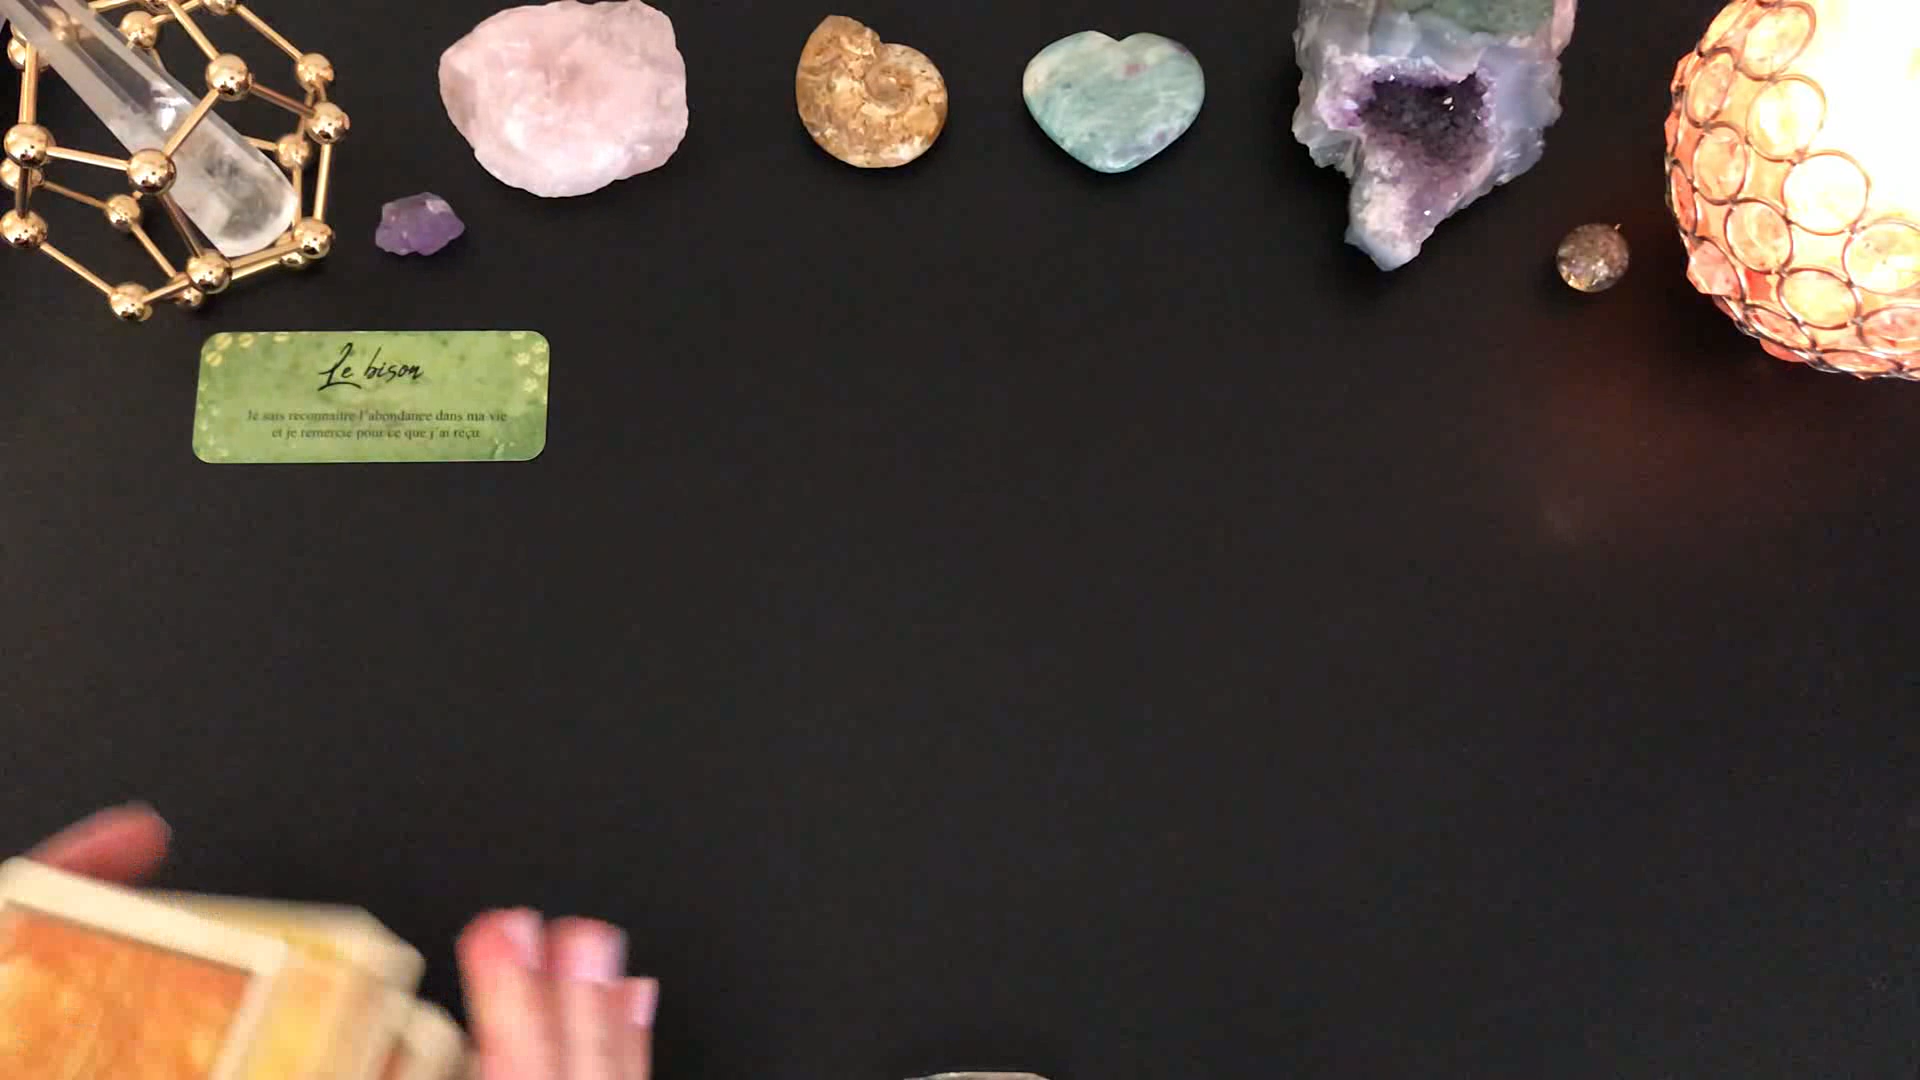 Le bison
Je sais reconnaître l'abondance dans ma vie
et je remercie pour ce que j'ai reçu